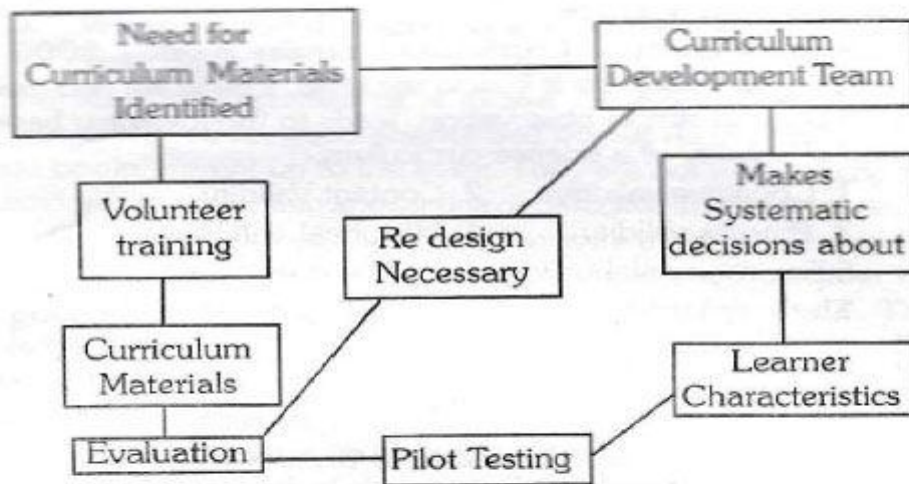 Need for
Curriculum Materials
Identified
Curriculum
Development Team
Volunteer
training
Re design
Necessary
Makes
Systematic
decisions about
Curriculum
Materials
Learner
Characteristics
Evaluation
Pilot Testing